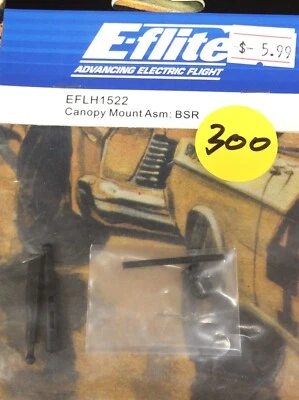 E-flite
$- 5.99
ADVANCING ELECTRIC FLIGHT
EFLH1522
Canopy Mount Asm: BSR
300